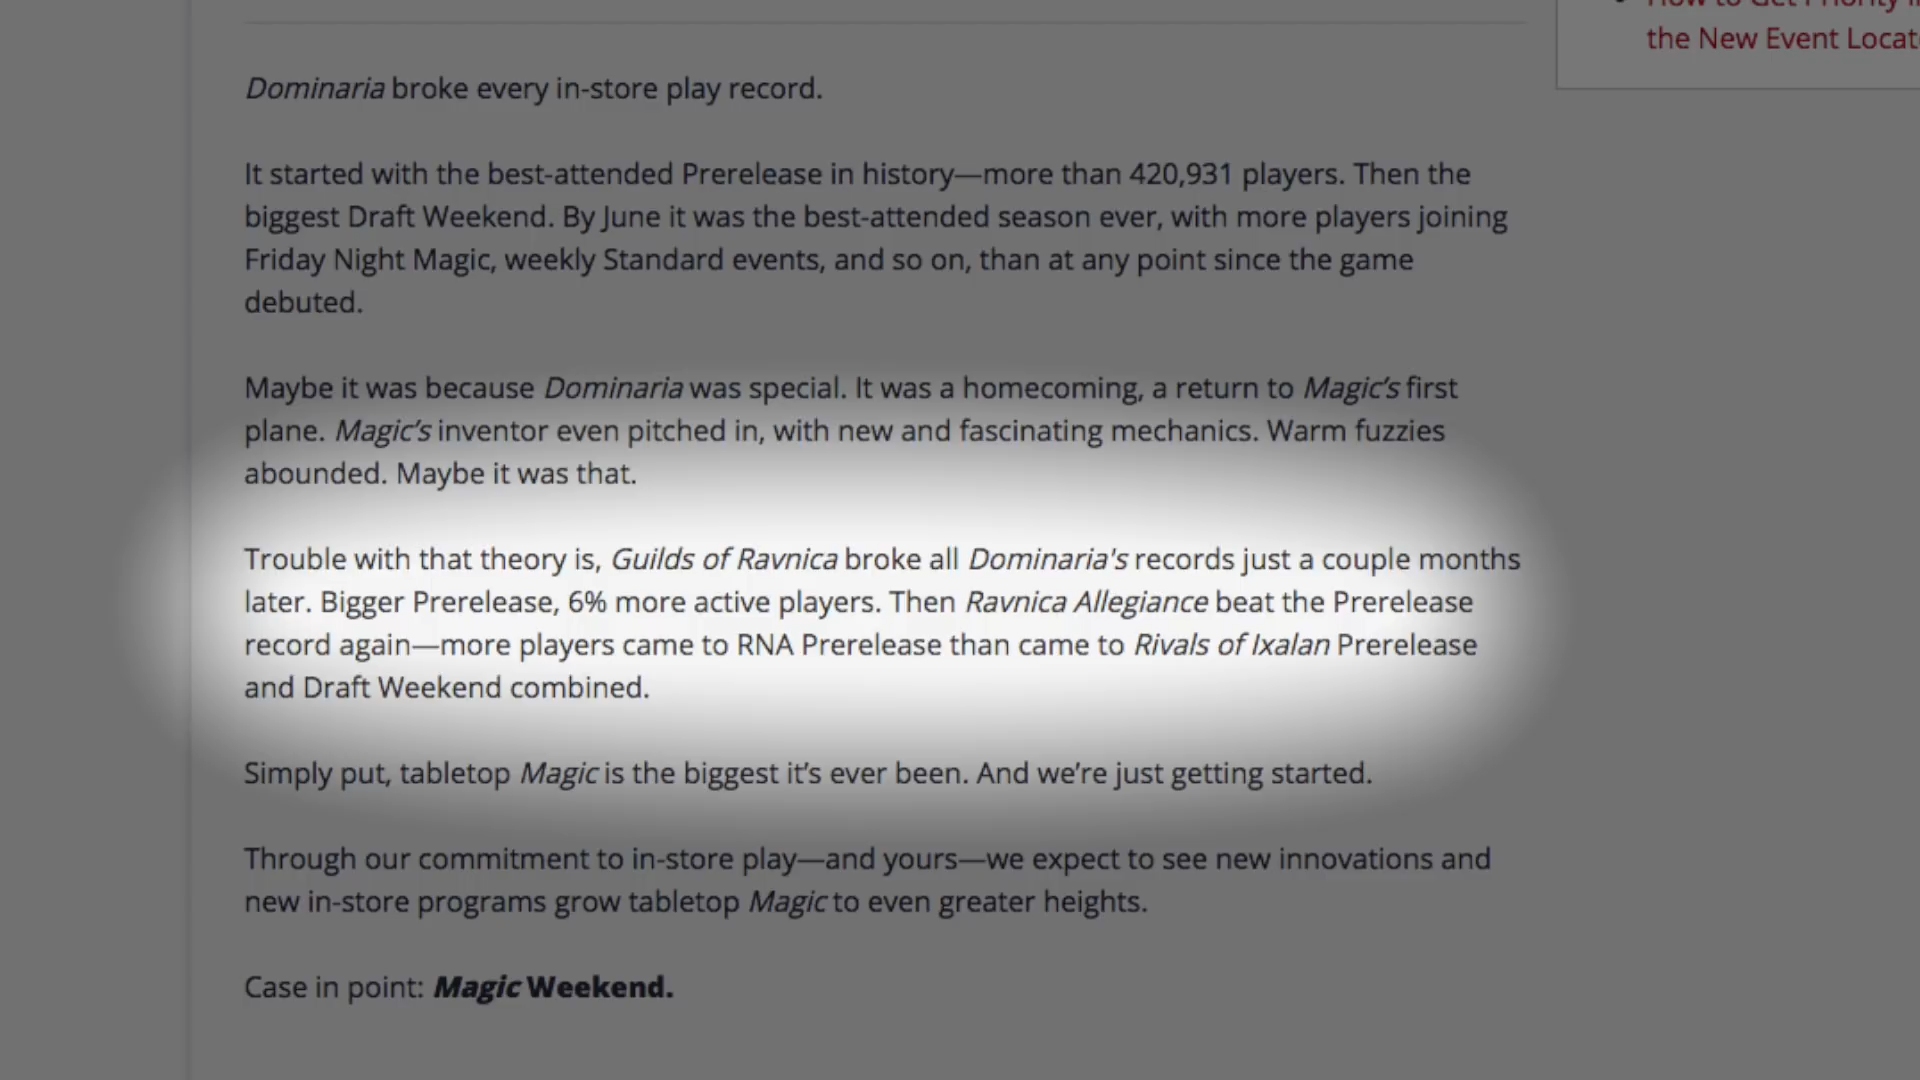 the New Event Locat
Dominaria broke every in-store play record.
It started with the best-attended Prerelease in history—more than 420,931 players. Then the
biggest Draft Weekend. By June it was the best-attended season ever, with more players joining
Friday Night Magic, weekly Standard events, and so on, than at any point since the game
debuted.
Maybe it was because Dominaria was special. It was a homecoming, a return to Magic’s first
plane. Magic’s inventor even pitched in, with new and fascinating mechanics. Warm fuzzies
abounded. Maybe it was that.
Trouble with that theory is, Guilds of Ravnica broke all Dominaria's records just a couple months
later. Bigger Prerelease, 6% more active players. Then Ravnica Allegiance beat the Prerelease
record again—more players came to RNA Prerelease than came to Rivals of Ixalan Prerelease
and Draft Weekend combined.
Simply put, tabletop Magic is the biggest it’s ever been. And we’re just getting started.
Through our commitment to in-store play—and yours—we expect to see new innovations and
new in-store programs grow tabletop Magic to even greater heights.
Case in point: Magic Weekend.